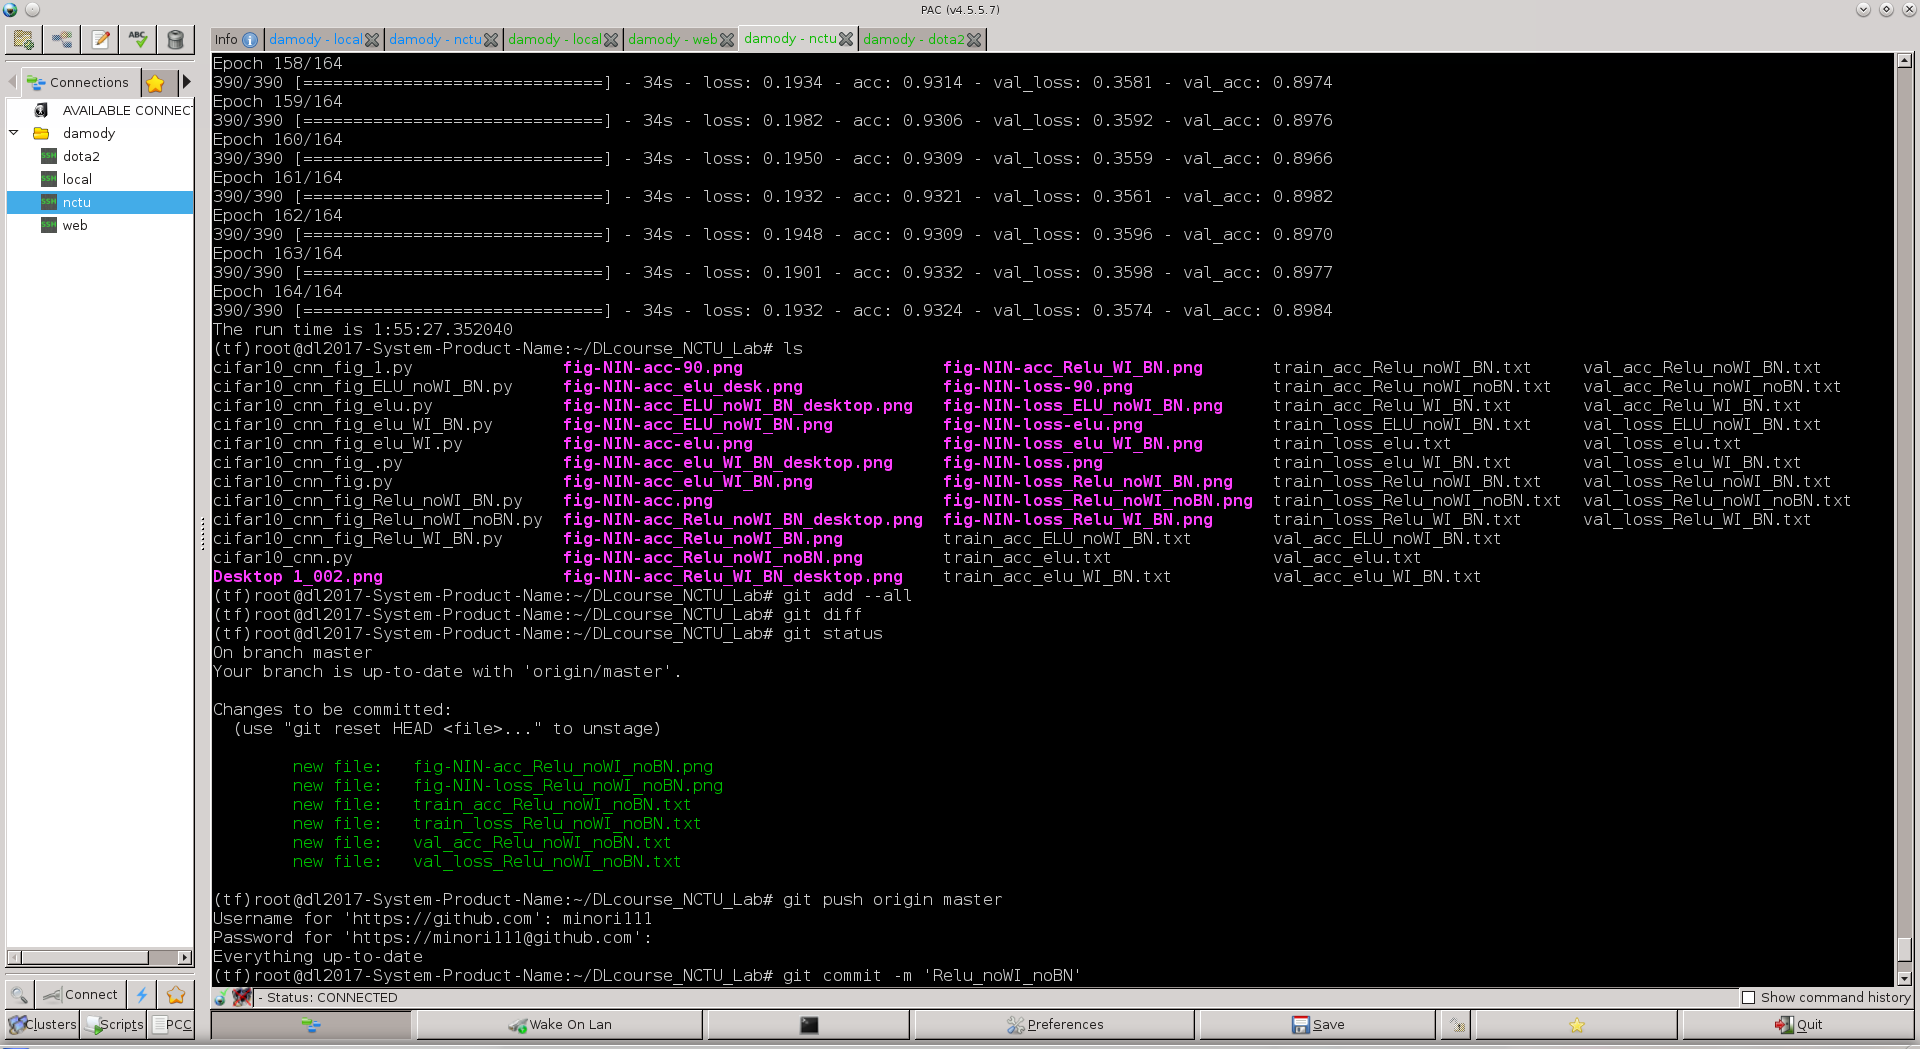 PAC (v4.5.5.7)
Info
damody - local
damody - nctu
damody - local
damody - web
damody - nctu
damody - dota2
ABC
Connections
AVAILABLE CONNECT
damody
SSH dota2
SSH local
SSH nctu
SSH web
Epoch 158/164
390/390 [==============================] - 34s - loss: 0.1934 - acc: 0.9314 - val_loss: 0.3581 - val_acc: 0.8974
Epoch 159/164
390/390 [==============================] - 34s - loss: 0.1982 - acc: 0.9306 - val_loss: 0.3592 - val_acc: 0.8976
Epoch 160/164
390/390 [==============================] - 34s - loss: 0.1950 - acc: 0.9309 - val_loss: 0.3559 - val_acc: 0.8966
Epoch 161/164
390/390 [==============================] - 34s - loss: 0.1932 - acc: 0.9321 - val_loss: 0.3561 - val_acc: 0.8982
Epoch 162/164
390/390 [==============================] - 34s - loss: 0.1948 - acc: 0.9309 - val_loss: 0.3596 - val_acc: 0.8970
Epoch 163/164
390/390 [==============================] - 34s - loss: 0.1901 - acc: 0.9332 - val_loss: 0.3598 - val_acc: 0.8977
Epoch 164/164
390/390 [==============================] - 34s - loss: 0.1932 - acc: 0.9324 - val_loss: 0.3574 - val_acc: 0.8984
The run time is 1:55:27.352040
(tf)root@dl2017-System-Product-Name:~/DLcourse_NCTU_Lab# ls
cifar10_cnn_fig_1.py fig-NIN-acc-90.png fig-NIN-acc_Relu_WI_BN.png train_acc_Relu_noWI_BN.txt val_acc_Relu_noWI_BN.txt
cifar10_cnn_fig_ELU_noWI_BN.py fig-NIN-acc_elu_desk.png fig-NIN-loss-90.png train_acc_Relu_noWI_noBN.txt val_acc_Relu_noWI_noBN.txt
cifar10_cnn_fig_elu.py fig-NIN-acc_ELU_noWI_BN_desktop.png fig-NIN-loss_ELU_noWI_BN.png train_acc_Relu_WI_BN.txt val_acc_Relu_WI_BN.txt
cifar10_cnn_fig_elu_WI_BN.py fig-NIN-acc_ELU_noWI_BN.png fig-NIN-loss-elu.png train_loss_ELU_noWI_BN.txt val_loss_ELU_noWI_BN.txt
cifar10_cnn_fig_elu_WI.py fig-NIN-acc-elu.png fig-NIN-loss_elu_WI_BN.png train_loss_elu.txt val_loss_elu.txt
cifar10_cnn_fig_.py fig-NIN-acc_elu_WI_BN_desktop.png fig-NIN-loss.png train_loss_elu_WI_BN.txt val_loss_elu_WI_BN.txt
cifar10_cnn_fig.py fig-NIN-acc_elu_WI_BN.png fig-NIN-loss_Relu_noWI_BN.png train_loss_Relu_noWI_BN.txt val_loss_Relu_noWI_BN.txt
cifar10_cnn_fig_Relu_noWI_BN.py fig-NIN-acc.png fig-NIN-loss_Relu_noWI_noBN.png train_loss_Relu_noWI_noBN.txt val_loss_Relu_noWI_noBN.txt
cifar10_cnn_fig_Relu_noWI_noBN.py fig-NIN-acc_Relu_noWI_BN_desktop.png fig-NIN-loss_Relu_WI_BN.png train_loss_Relu_WI_BN.txt val_loss_Relu_WI_BN.txt
cifar10_cnn_fig_Relu_WI_BN.py fig-NIN-acc_Relu_noWI_BN.png train_acc_ELU_noWI_BN.txt val_acc_ELU_noWI_BN.txt
cifar10_cnn.py fig-NIN-acc_Relu_noWI_noBN.png train_acc_elu.txt val_acc_elu.txt
Desktop 1_002.png fig-NIN-acc_Relu_WI_BN_desktop.png train_acc_elu_WI_BN.txt val_acc_elu_WI_BN.txt
(tf)root@dl2017-System-Product-Name:~/DLcourse_NCTU_Lab# git add --all
(tf)root@dl2017-System-Product-Name:~/DLcourse_NCTU_Lab# git diff
(tf)root@dl2017-System-Product-Name:~/DLcourse_NCTU_Lab# git status
On branch master
Your branch is up-to-date with 'origin/master'.
Changes to be committed:
(use "git reset HEAD <file>..." to unstage)
new file: fig-NIN-acc_Relu_noWI_noBN.png
new file: fig-NIN-loss_Relu_noWI_noBN.png
new file: train_acc_Relu_noWI_noBN.txt
new file: train_loss_Relu_noWI_noBN.txt
new file: val_acc_Relu_noWI_noBN.txt
new file: val_loss_Relu_noWI_noBN.txt
(tf)root@dl2017-System-Product-Name:~/DLcourse_NCTU_Lab# git push origin master
Username for 'https://github.com': minori111
Password for 'https://minori111@github.com':
Everything up-to-date
(tf)root@dl2017-System-Product-Name:~/DLcourse_NCTU_Lab# git commit -m 'Relu_noWI_noBN'
Connect
- Status: CONNECTED
Show command history
Clusters
Scripts
PCC
Wake On Lan
Preferences
Save
Quit